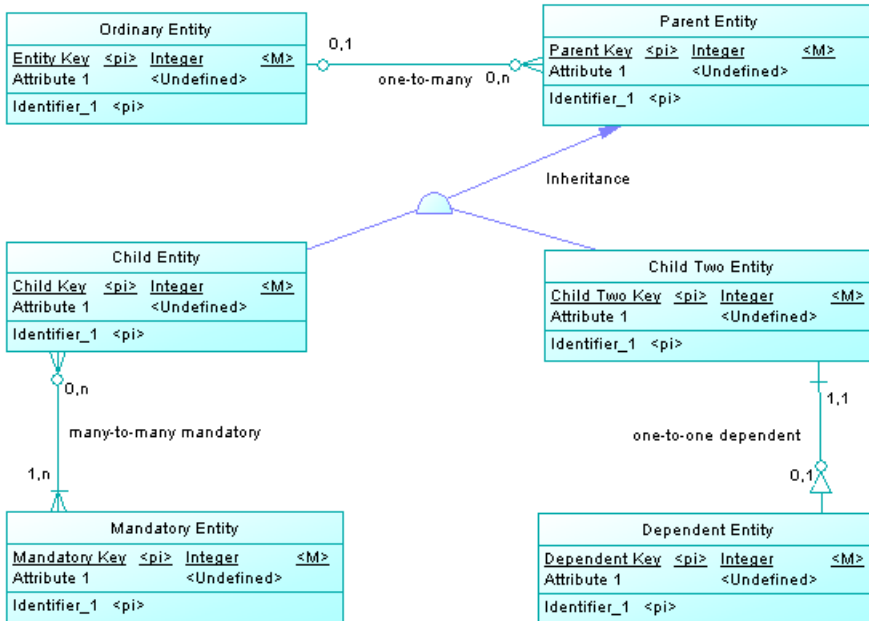 Ordinary Entity
Entity Key <pi> Integer <M>
Attribute 1 <Undefined>
Identifier_1 <pi>
0,1
one-to-many
0,n
Parent Entity
Parent Key <pi> Integer <M>
Attribute 1 <Undefined>
Identifier_1 <pi>
Inheritance
Child Entity
Child Key <pi> Integer <M>
Attribute 1 <Undefined>
Identifier_1 <pi>
Child Two Entity
Child Two Key <pi> Integer <M>
Attribute 1 <Undefined>
Identifier_1 <pi>
0,n
many-to-many mandatory
1,n
1,1
one-to-one dependent
0,1
Mandatory Entity
Mandatory Key <pi> Integer <M>
Attribute 1 <Undefined>
Identifier_1 <pi>
Dependent Entity
Dependent Key <pi> Integer <M>
Attribute 1 <Undefined>
Identifier_1 <pi>